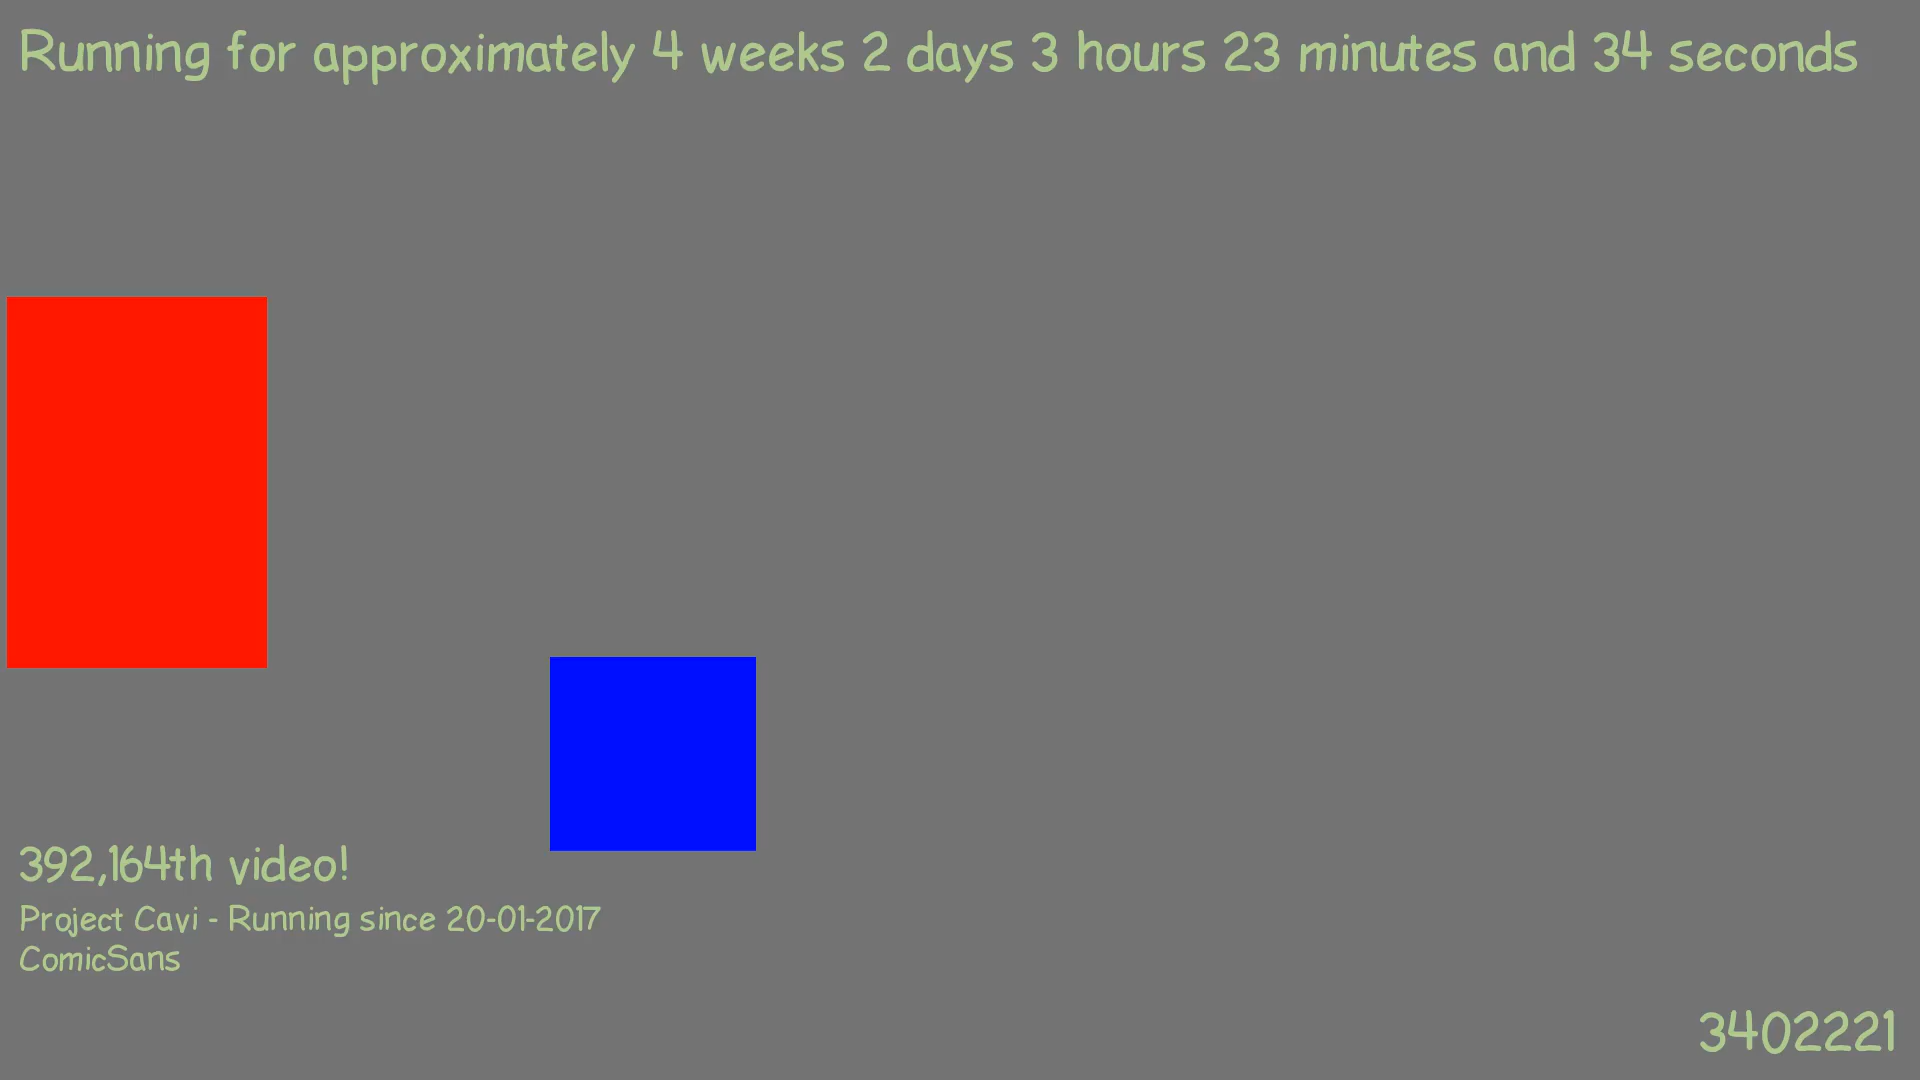 Running for approximately 4 weeks 2 days 3 hours 23 minutes and 34 seconds
392,164th video!
Project Cavi - Running since 20-01-2017
ComicSans
3402221